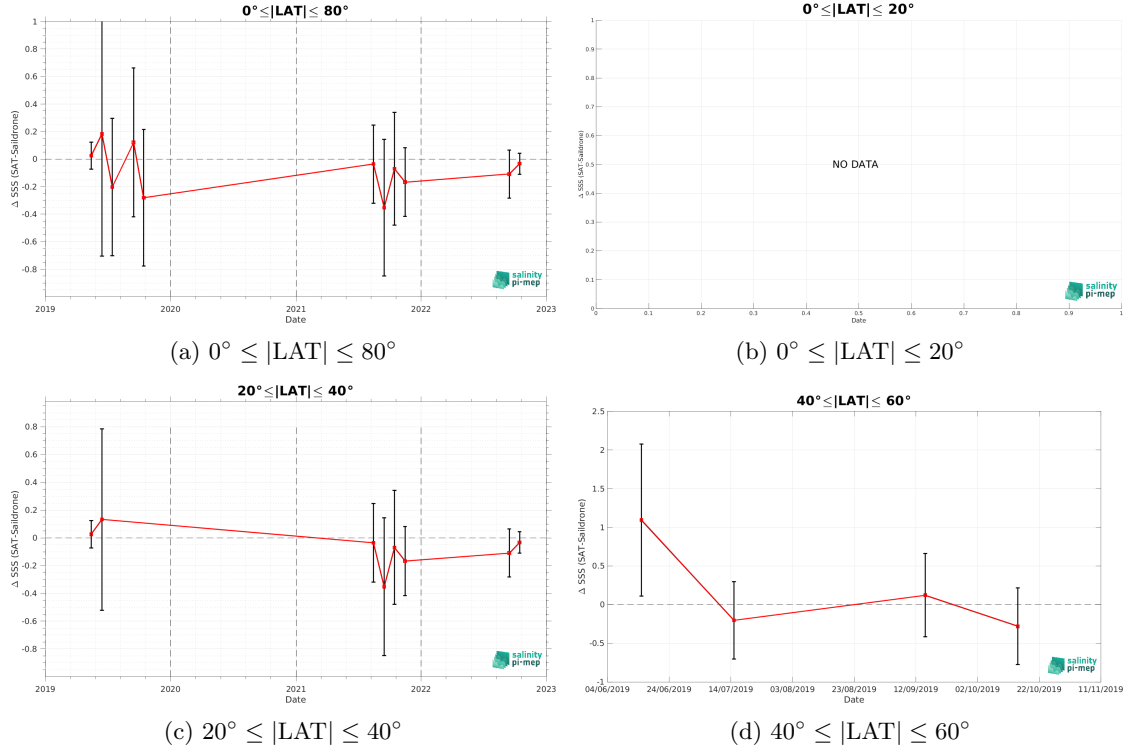 0°≤|LAT|≤ 80°
1
0.8
0.6
0.4
0.2
0
-0.2
-0.4
-0.6
-0.8
Δ SSS (SAT-Saildrone)
2019
2020
2021
2022
2023
Date
salinity
pi-mep
(a) 0° ≤ |LAT| ≤ 80°
0°≤|LAT|≤ 20°
1
0.9
0.8
0.7
0.6
0.5
0.4
0.3
0.2
0.1
0
Δ SSS (SAT-Saildrone)
NO DATA
0
0.1
0.2
0.3
0.4
0.5
0.6
0.7
0.8
0.9
1
Date
salinity
pi-mep
(b) 0° ≤ |LAT| ≤ 20°
20°≤|LAT|≤ 40°
0.8
0.6
0.4
0.2
0
-0.2
-0.4
-0.6
-0.8
Δ SSS (SAT-Saildrone)
2019
2020
2021
2022
2023
Date
salinity
pi-mep
(c) 20° ≤ |LAT| ≤ 40°
40°≤|LAT|≤ 60°
2.5
2
1.5
1
0.5
0
-0.5
-1
Δ SSS (SAT-Saildrone)
04/06/2019
24/06/2019
14/07/2019
03/08/2019
23/08/2019
12/09/2019
02/10/2019
22/10/2019
11/11/2019
Date
salinity
pi-mep
(d) 40° ≤ |LAT| ≤ 60°